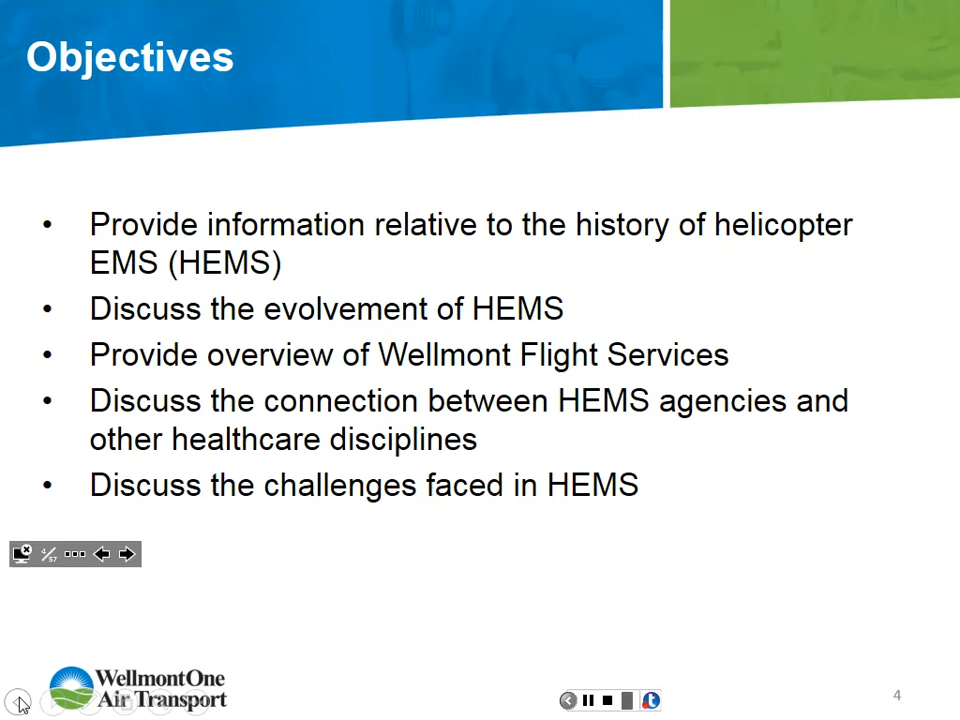 Objectives
• Provide information relative to the history of helicopter
EMS (HEMS)
• Discuss the evolvement of HEMS
• Provide overview of Wellmont Flight Services
• Discuss the connection between HEMS agencies and
other healthcare disciplines
• Discuss the challenges faced in HEMS
4/57
WellmontOne
Air Transport
t
4